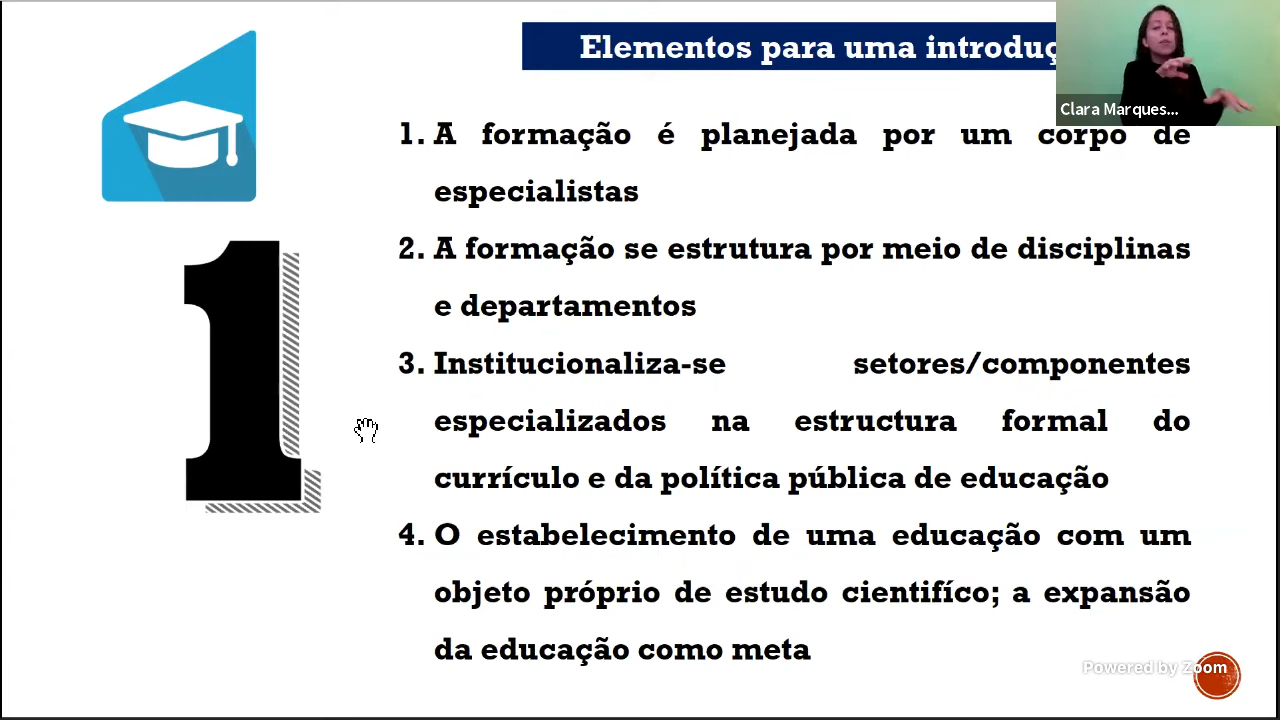 Elementos para uma introduç
Clara Marques...
1. A formação é planejada por um corpo de
especialistas
2. A formação se estrutura por meio de disciplinas
e departamentos
3. Institucionaliza-se setores/componentes
especializados na estructura formal do
currículo e da política pública de educação
4. O estabelecimento de uma educação com um
objeto próprio de estudo cientifíco; a expansão
da educação como meta
1
Powered by Zoom